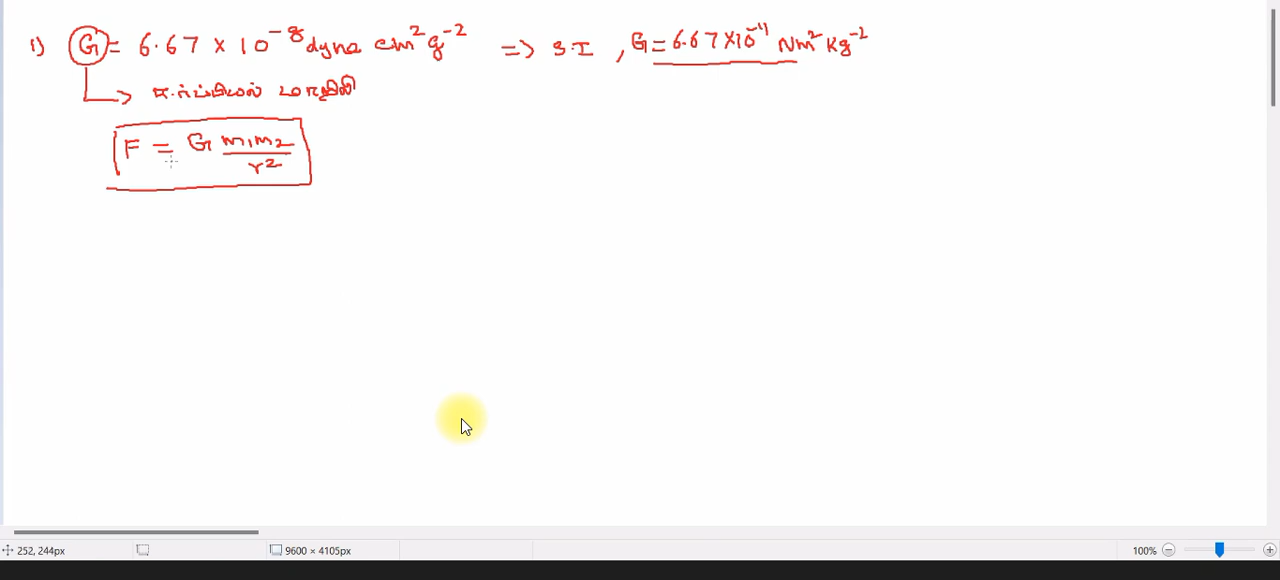 1) G = 6.67 × 10⁻⁸ dyne cm² g⁻² => S.I , G = 6.67 × 10⁻¹¹ Nm² kg⁻²
ஈர்ப்பியல் மாறிலி
F = G m₁m₂ / r²
252, 244px 9600 × 4105px 100%